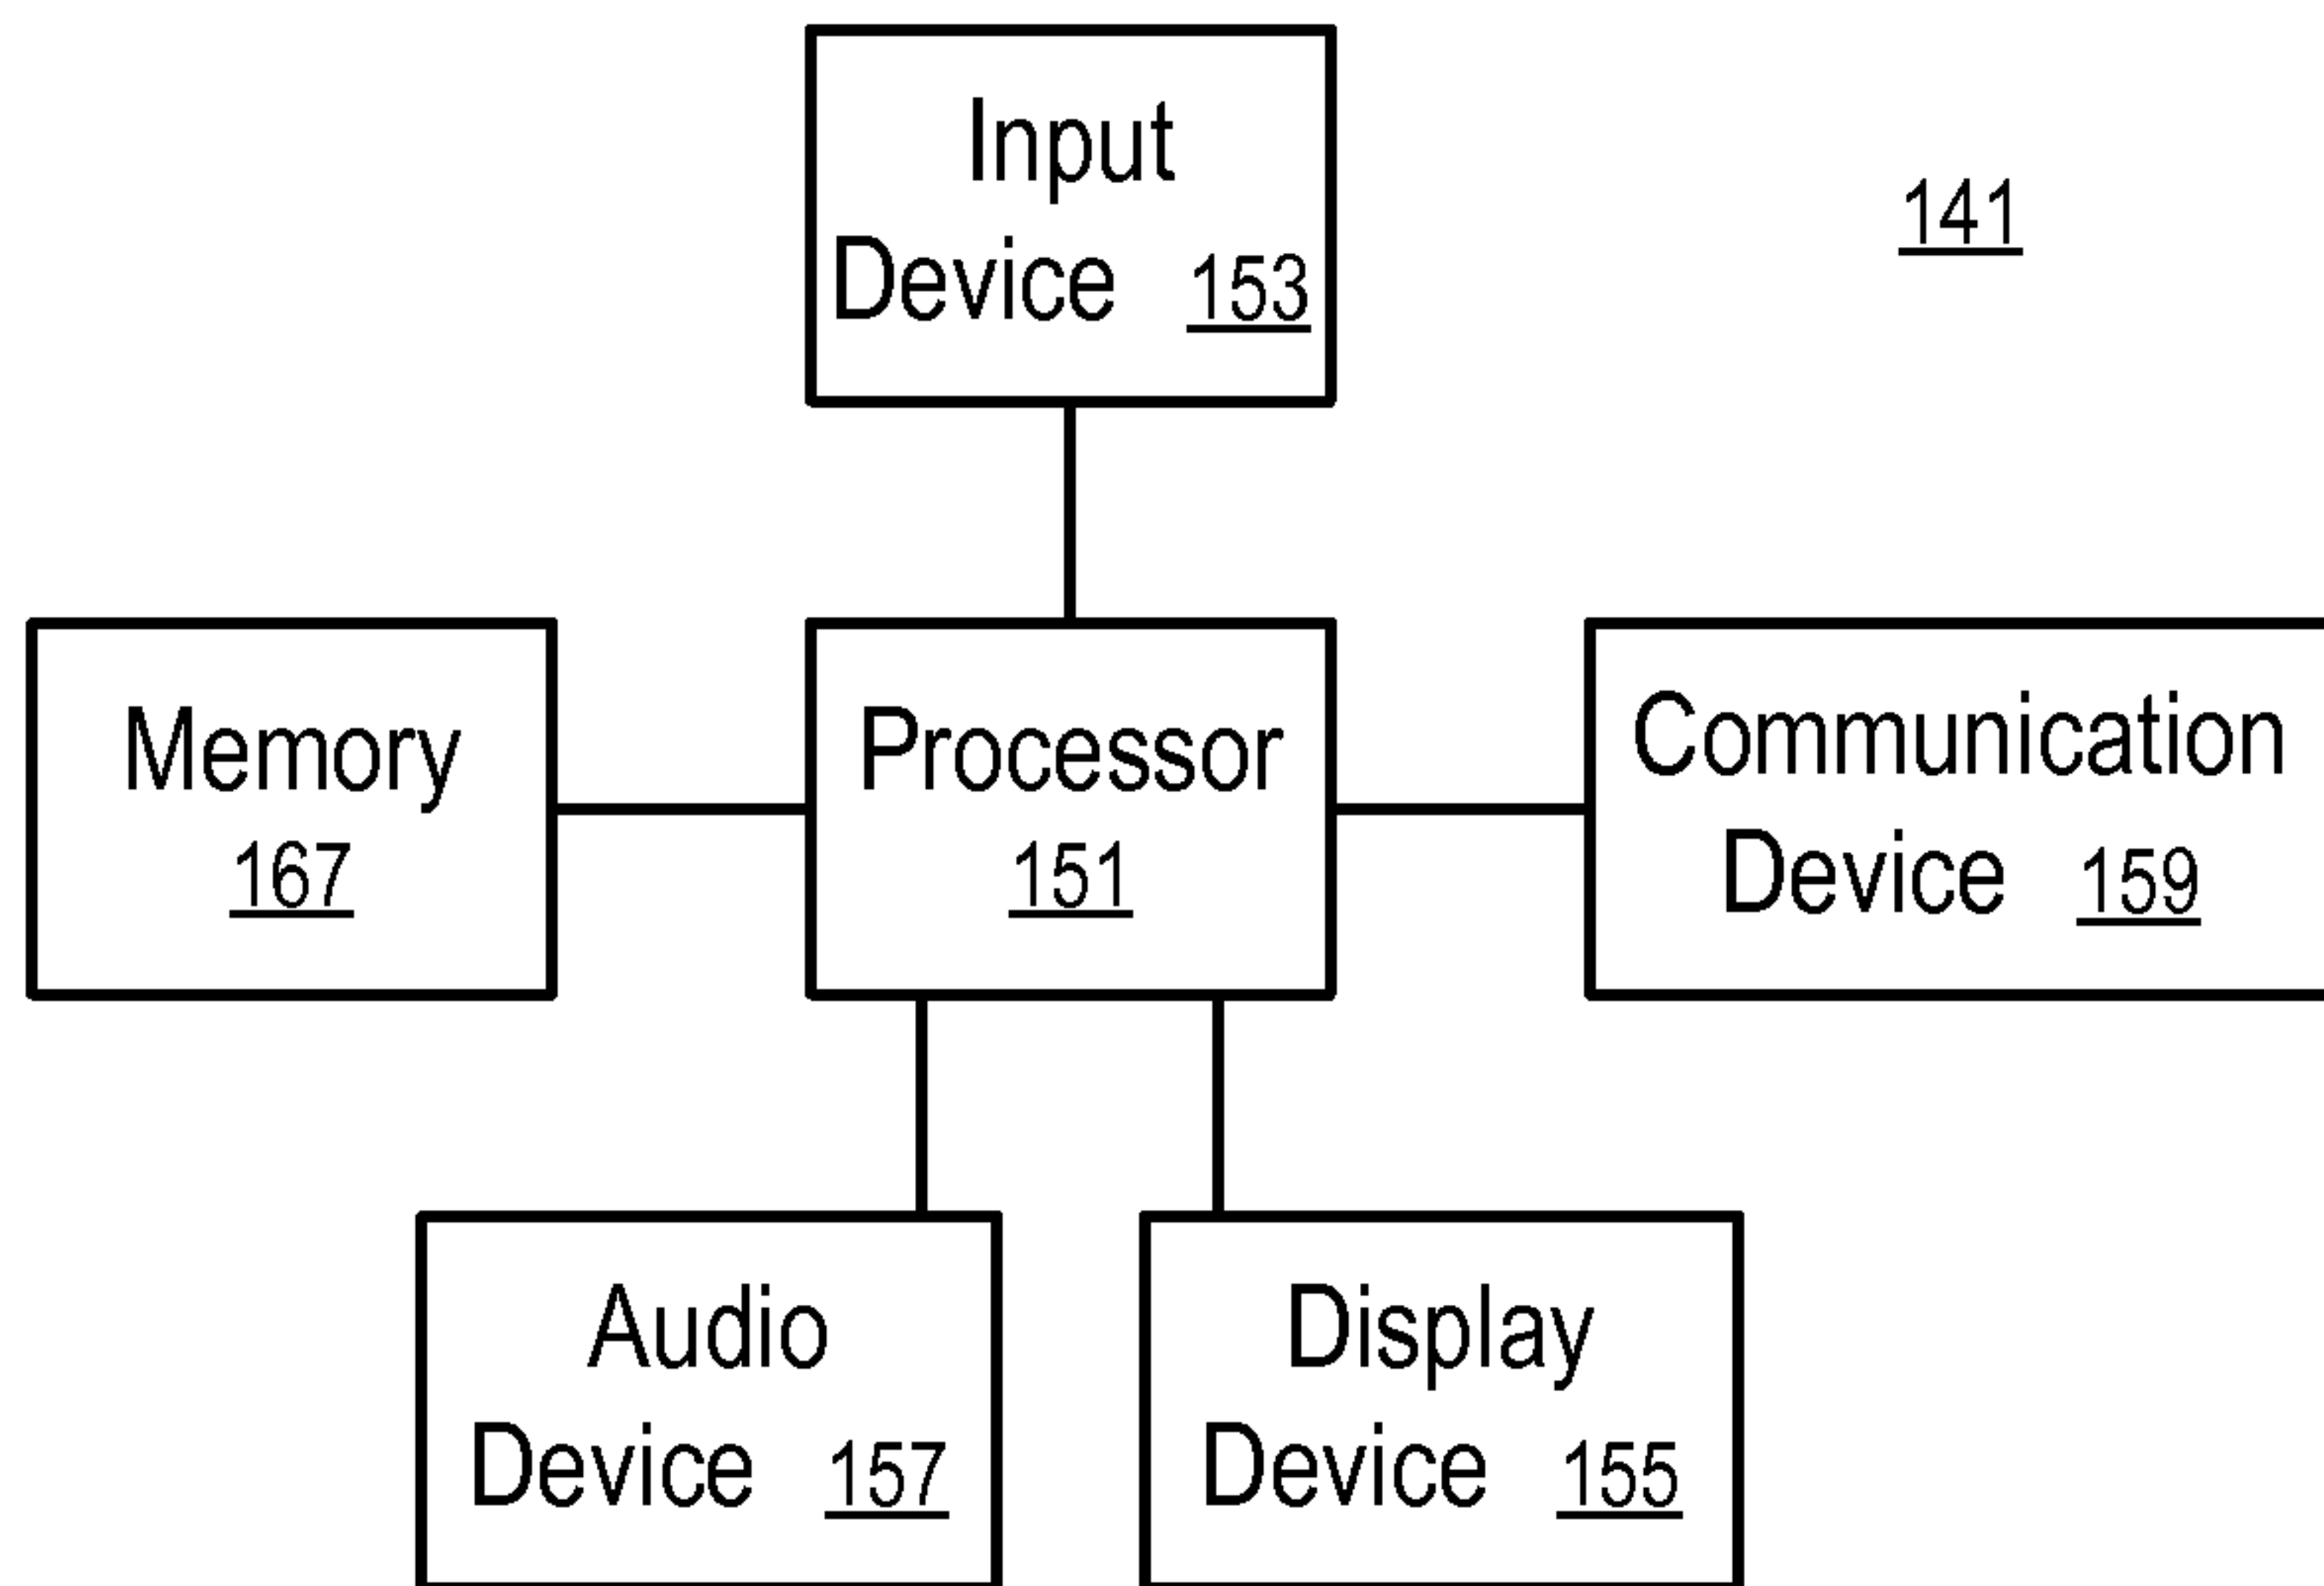 Input
Device 153
141
Memory
167
Processor
151
Communication
Device 159
Audio
Device 157
Display
Device 155